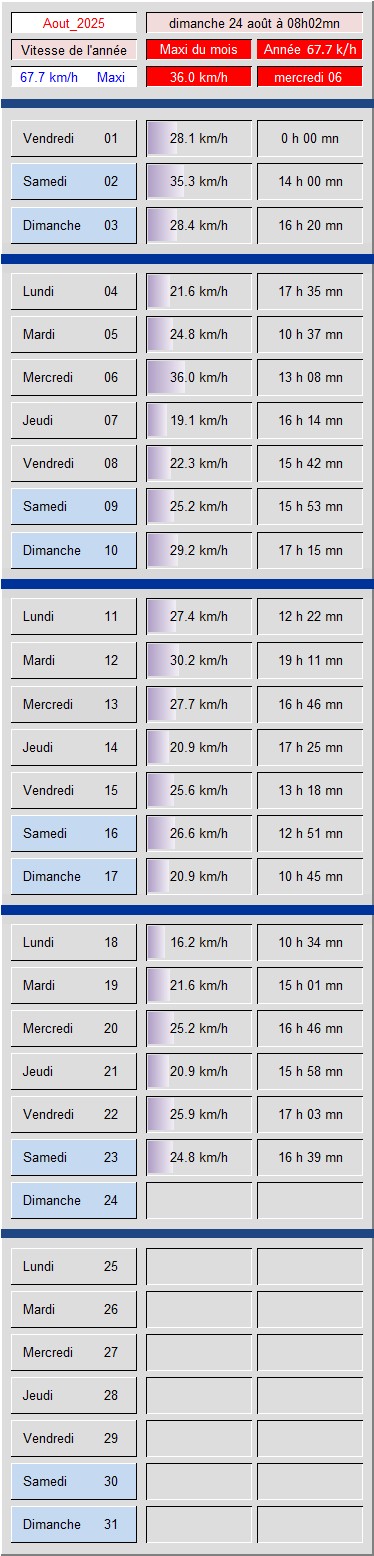 Aout_2025 dimanche 24 août à 08h02mn
Vitesse de l'année Maxi du mois Année 67.7 k/h
67.7 km/h Maxi 36.0 km/h mercredi 06
Vendredi 01 28.1 km/h 0 h 00 mn
Samedi 02 35.3 km/h 14 h 00 mn
Dimanche 03 28.4 km/h 16 h 20 mn
Lundi 04 21.6 km/h 17 h 35 mn
Mardi 05 24.8 km/h 10 h 37 mn
Mercredi 06 36.0 km/h 13 h 08 mn
Jeudi 07 19.1 km/h 16 h 14 mn
Vendredi 08 22.3 km/h 15 h 42 mn
Samedi 09 25.2 km/h 15 h 53 mn
Dimanche 10 29.2 km/h 17 h 15 mn
Lundi 11 27.4 km/h 12 h 22 mn
Mardi 12 30.2 km/h 19 h 11 mn
Mercredi 13 27.7 km/h 16 h 46 mn
Jeudi 14 20.9 km/h 17 h 25 mn
Vendredi 15 25.6 km/h 13 h 18 mn
Samedi 16 26.6 km/h 12 h 51 mn
Dimanche 17 20.9 km/h 10 h 45 mn
Lundi 18 16.2 km/h 10 h 34 mn
Mardi 19 21.6 km/h 15 h 01 mn
Mercredi 20 25.2 km/h 16 h 46 mn
Jeudi 21 20.9 km/h 15 h 58 mn
Vendredi 22 25.9 km/h 17 h 03 mn
Samedi 23 24.8 km/h 16 h 39 mn
Dimanche 24
Lundi 25
Mardi 26
Mercredi 27
Jeudi 28
Vendredi 29
Samedi 30
Dimanche 31